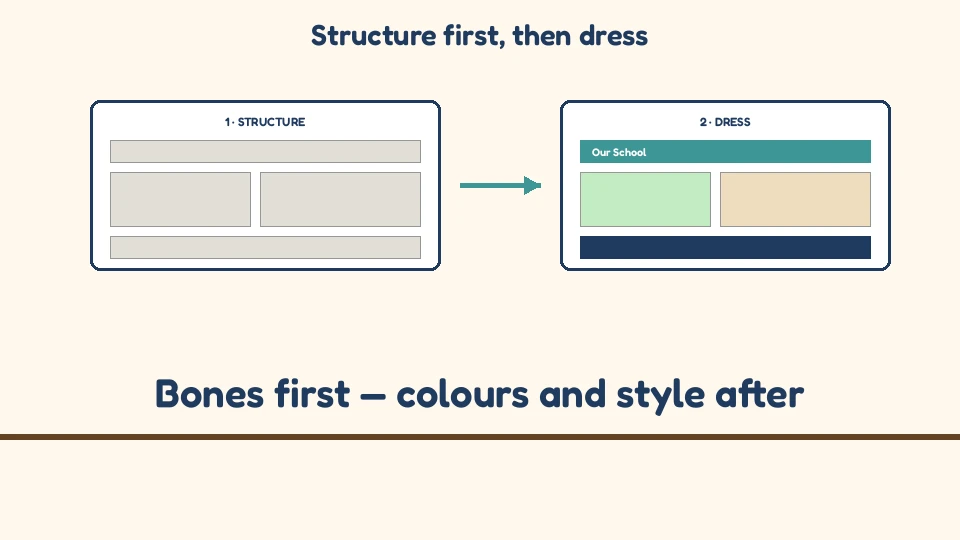 Structure first, then dress
1 · STRUCTURE
2 · DRESS
Our School
Bones first — colours and style after